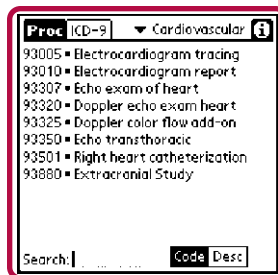 Proc ICD-9 ▼ Cardiovascular i
93005 ▪ Electrocardiogram tracing
93010 ▪ Electrocardiogram report
93307 ▪ Echo exam of heart
93320 ▪ Doppler echo exam heart
93325 ▪ Doppler color flow add-on
93350 ▪ Echo transthoracic
93501 ▪ Right heart catheterization
93880 ▪ Extracranial Study
Search: Code Desc